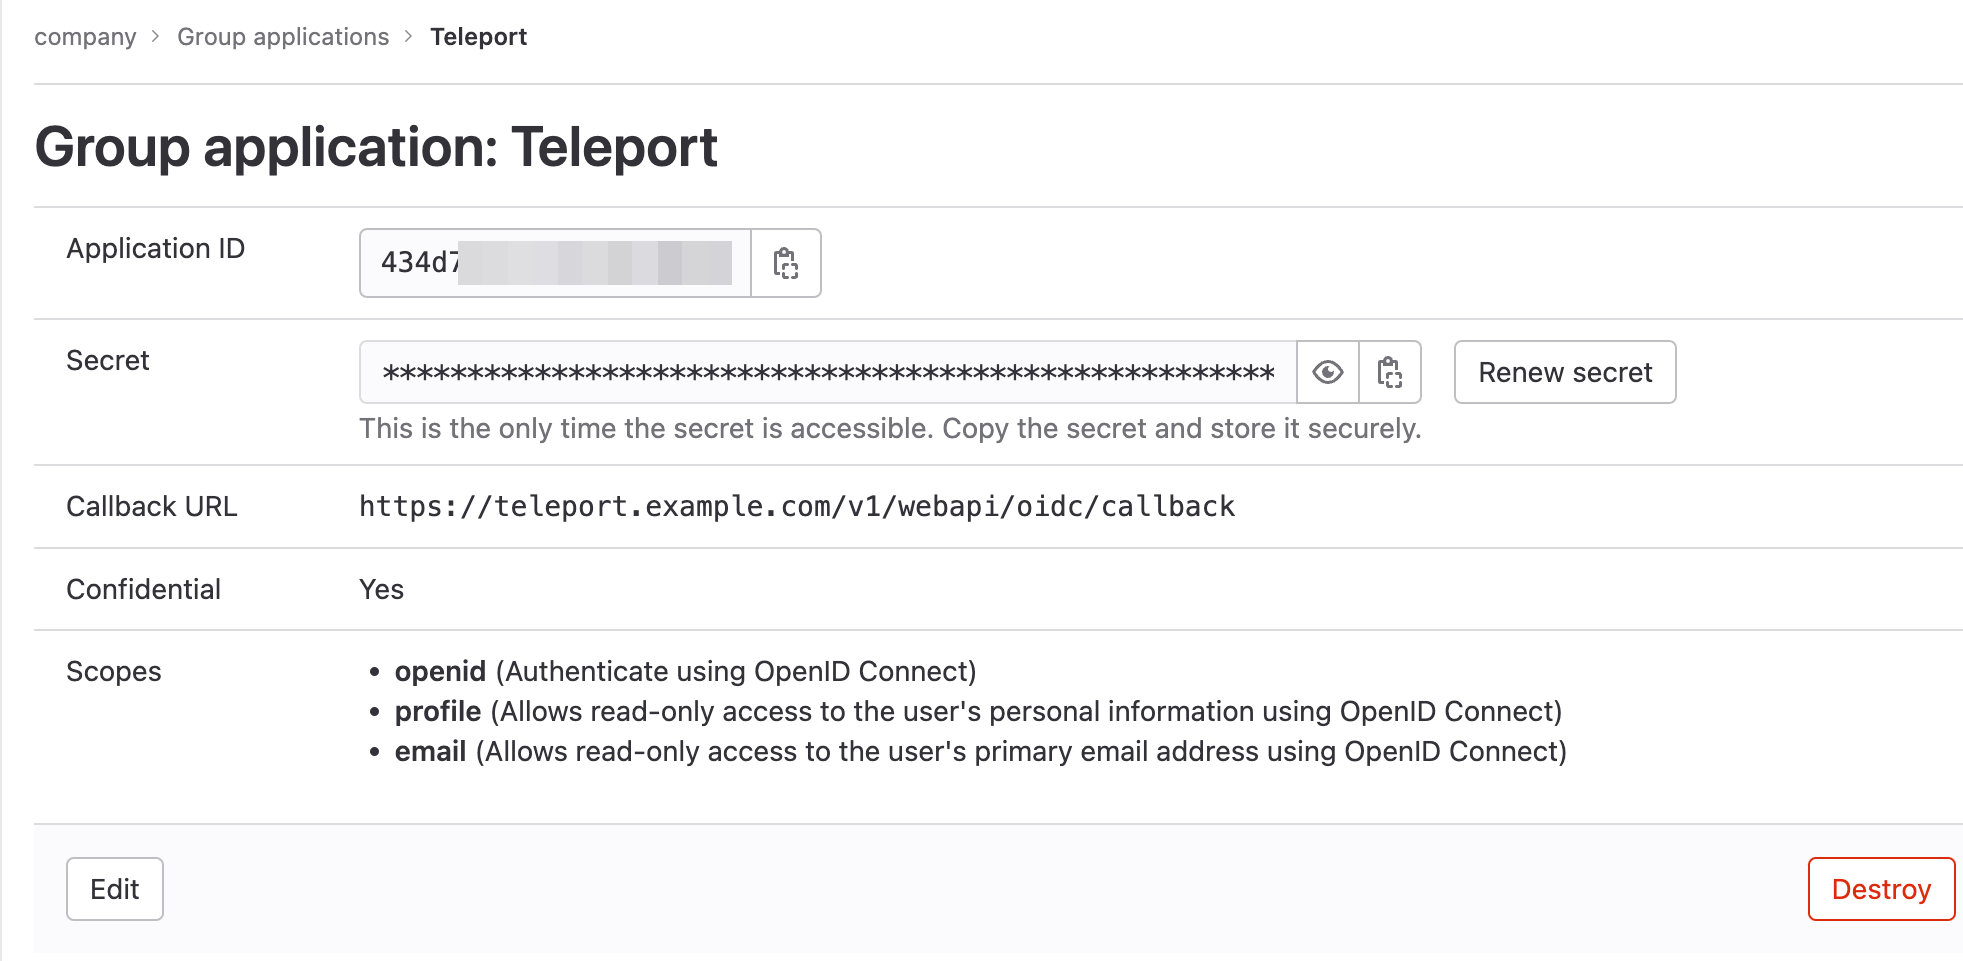 company > Group applications > Teleport
Group application: Teleport
Application ID
434d7
Secret
*****************************************************
Renew secret
This is the only time the secret is accessible. Copy the secret and store it securely.
Callback URL
https://teleport.example.com/v1/webapi/oidc/callback
Confidential
Yes
Scopes
• openid (Authenticate using OpenID Connect)
• profile (Allows read-only access to the user's personal information using OpenID Connect)
• email (Allows read-only access to the user's primary email address using OpenID Connect)
Edit
Destroy